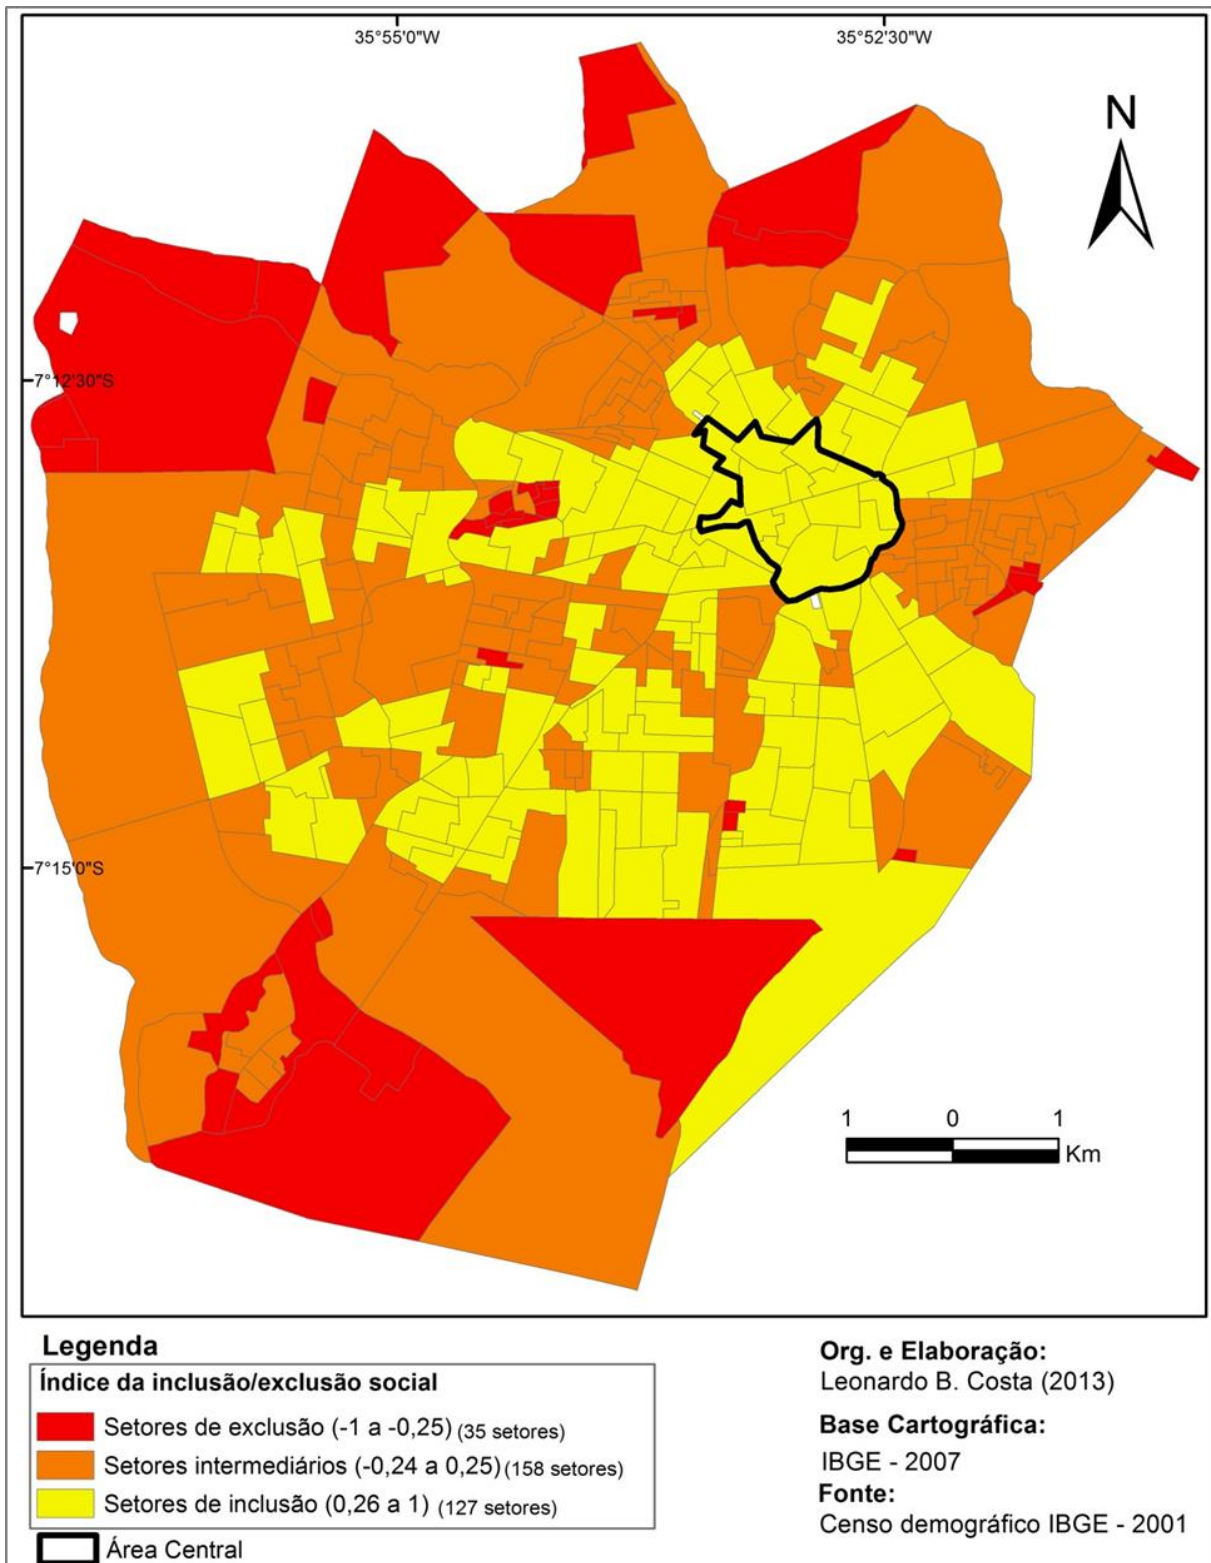 35°55'0"W
35°52'30"W
N
7°12'30"S
7°15'0"S
1 0 1
Km
Legenda
Índice da inclusão/exclusão social
Setores de exclusão (-1 a -0,25) (35 setores)
Setores intermediários (-0,24 a 0,25) (158 setores)
Setores de inclusão (0,26 a 1) (127 setores)
Área Central
Org. e Elaboração:
Leonardo B. Costa (2013)
Base Cartográfica:
IBGE - 2007
Fonte:
Censo demográfico IBGE - 2001